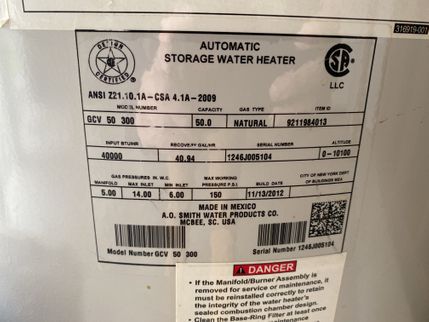 316919-001
DESIGN
CERTIFIED
AUTOMATIC
STORAGE WATER HEATER
LLC
ANSI Z21.10.1A-CSA 4.1A-2009
MODEL NUMBER CAPACITY GAS TYPE ITEM ID
GCV 50 300 50.0 NATURAL 9211984013
INPUT BTU/HR RECOVERY GAL/HR SERIAL NUMBER ALTITUDE
40000 40.94 1246J005104 0-10100
GAS PRESSURES IN. W.C. MAX WORKING CITY OF NEW YORK DEPT
MANIFOLD MAX INLET MIN INLET PRESSURE P.S.I. BUILD DATE OF BUILDINGS MEA
5.00 14.00 6.00 150 11/13/2012
MADE IN MEXICO
A.O. SMITH WATER PRODUCTS CO.
MCBEE, SC. USA
Model Number GCV 50 300 Serial Number 1246J005104
DANGER
• If the Manifold/Burner Assembly is
removed for service or maintenance, it
must be reinstalled correctly to retain
the integrity of the water heater's
sealed combustion chamber design.
• Clean the Base-Ring Filter at least once